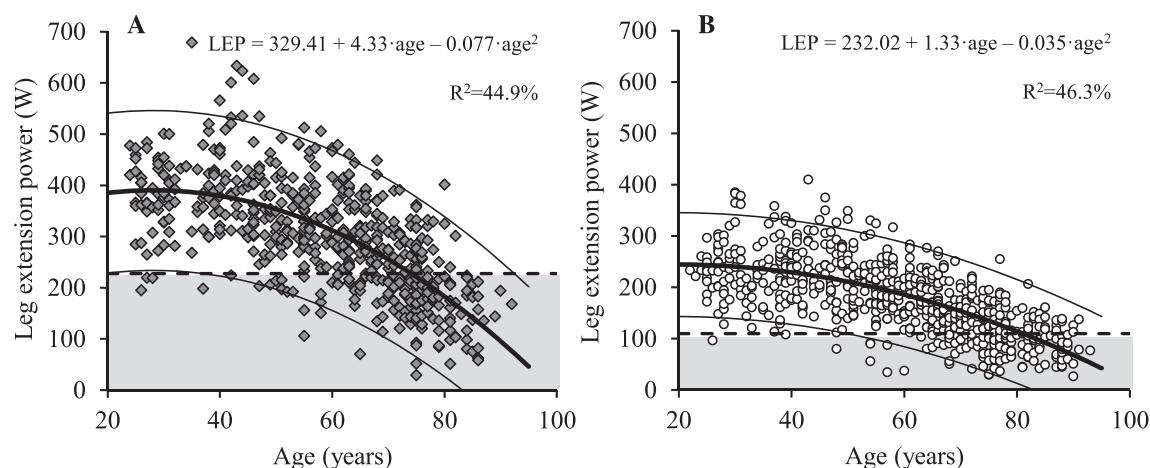 A
LEP = 329.41 + 4.33·age – 0.077·age²
R²=44.9%
Leg extension power (W)
700
600
500
400
300
200
100
0
20 40 60 80 100
Age (years)
B
LEP = 232.02 + 1.33·age – 0.035·age²
R²=46.3%
Leg extension power (W)
700
600
500
400
300
200
100
0
20 40 60 80 100
Age (years)